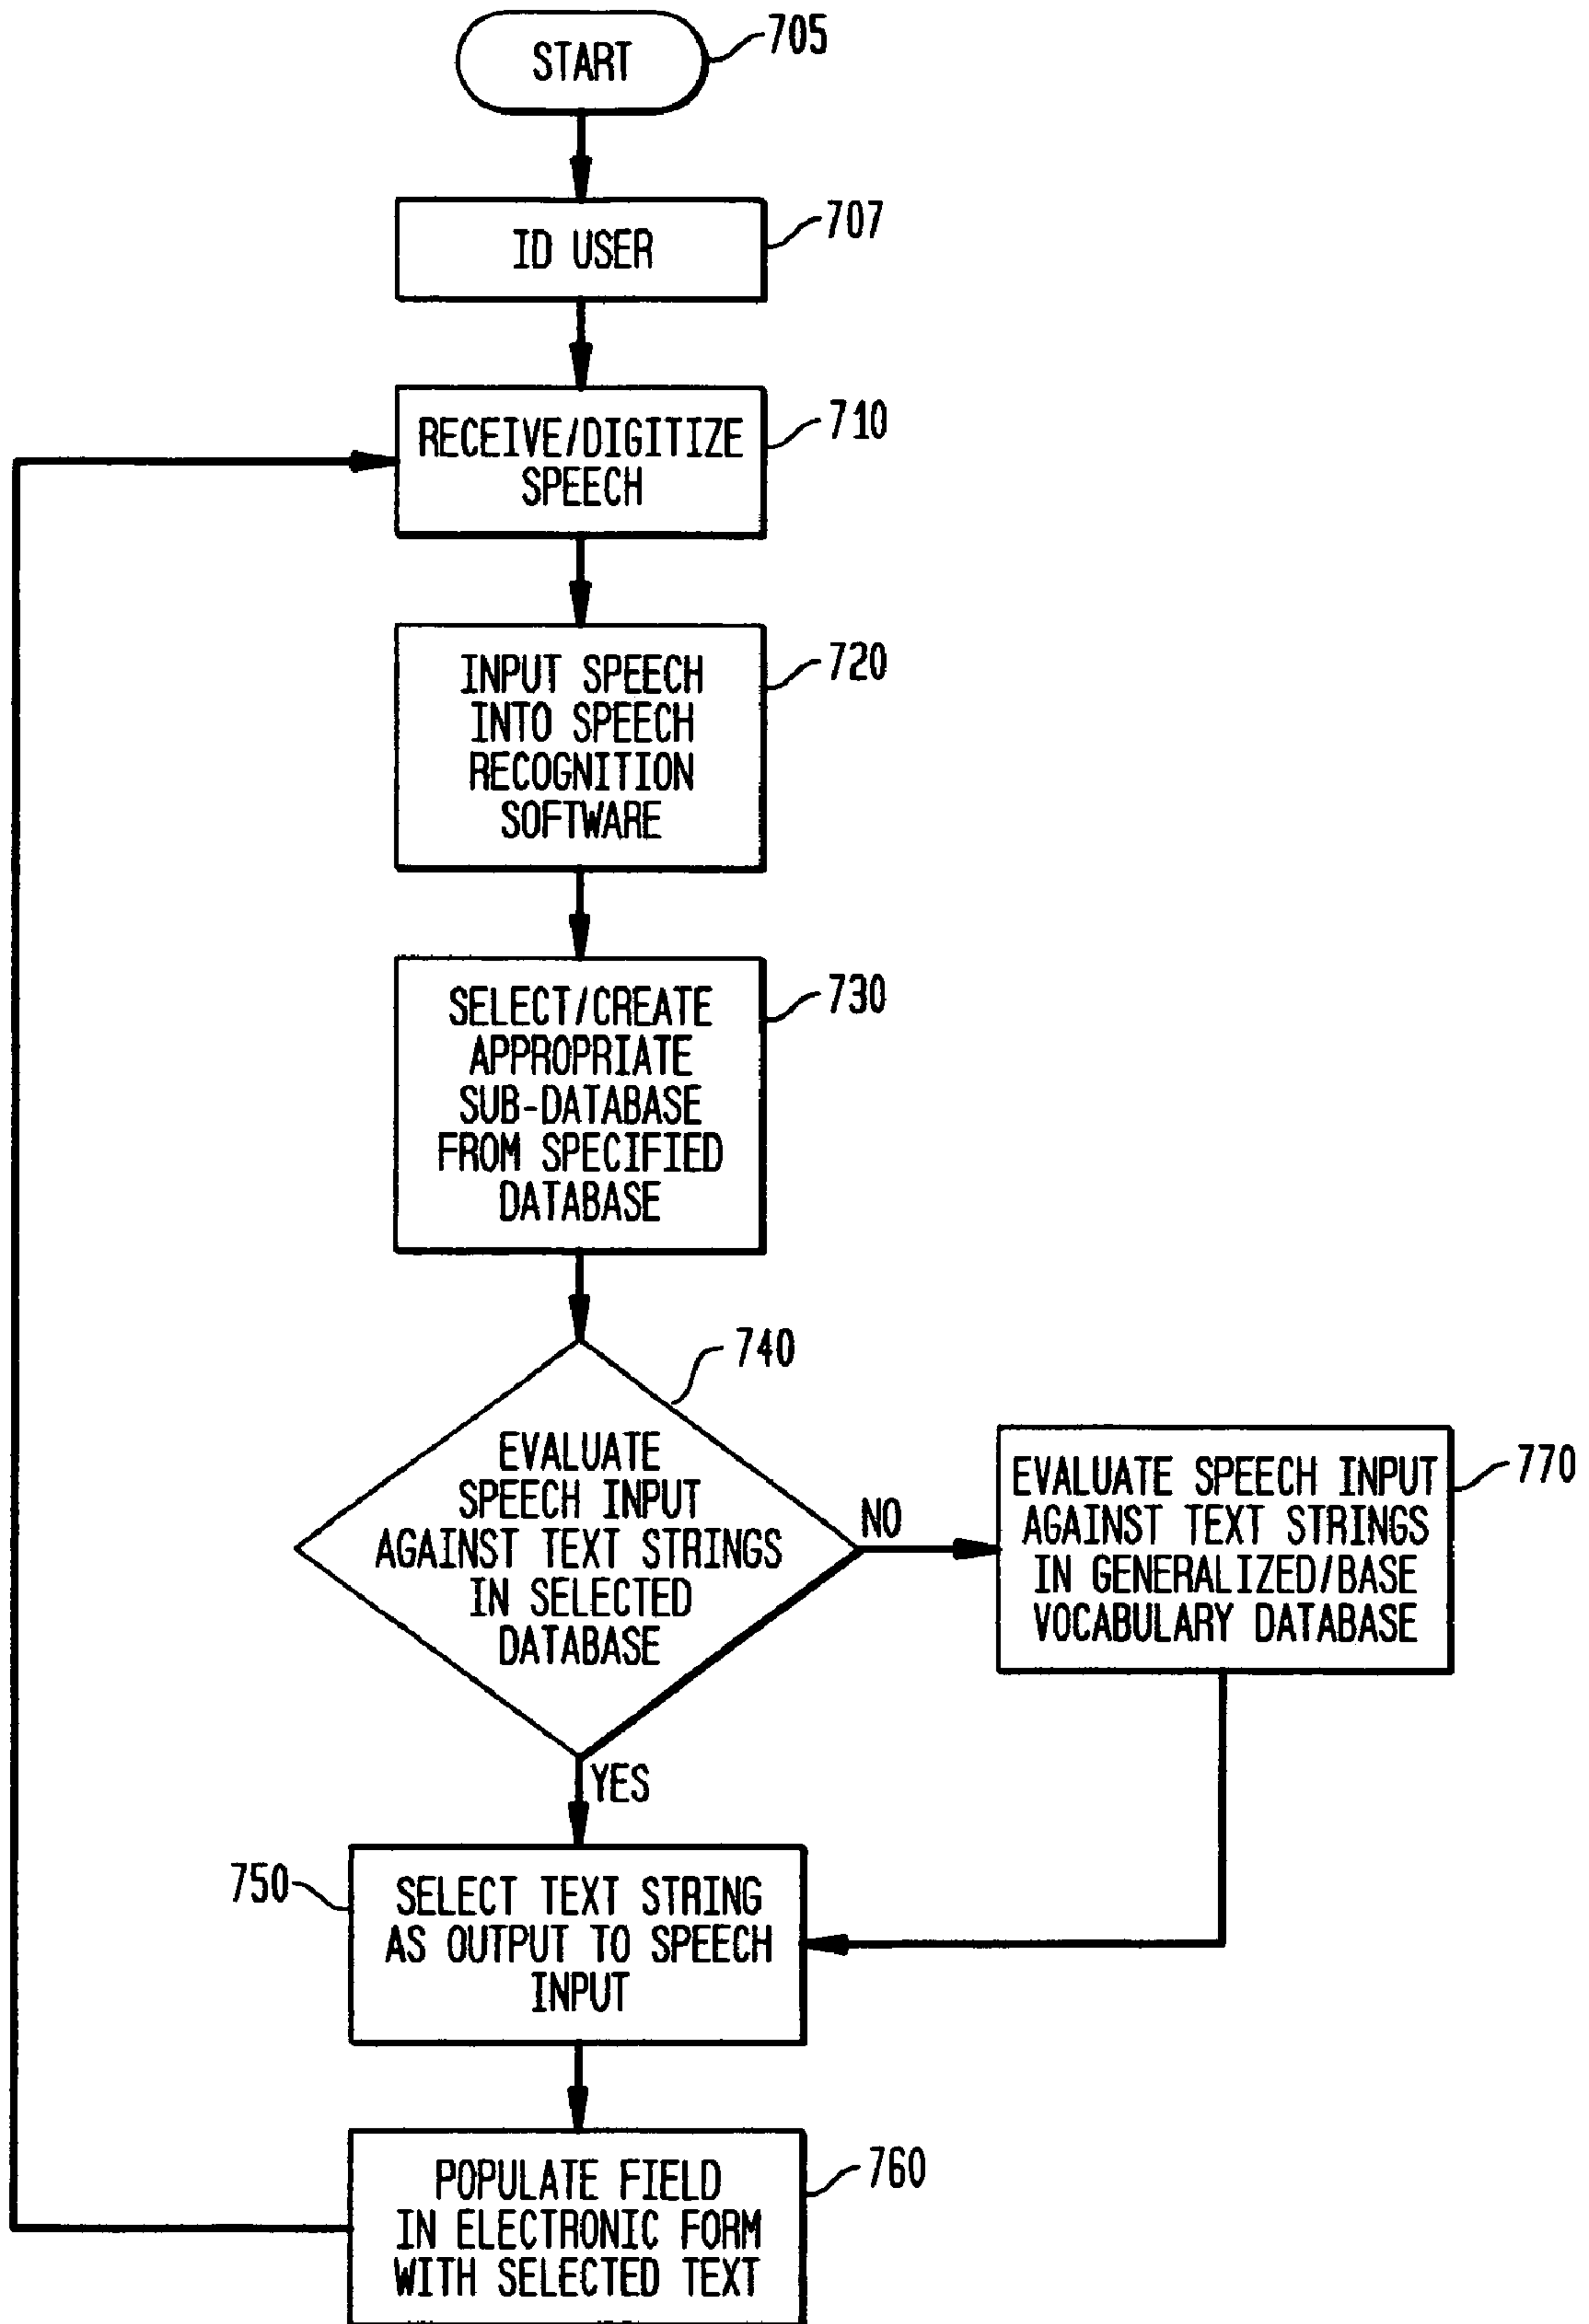 START
705
ID USER
707
RECEIVE/DIGITIZE
SPEECH
710
INPUT SPEECH
INTO SPEECH
RECOGNITION
SOFTWARE
720
SELECT/CREATE
APPROPRIATE
SUB-DATABASE
FROM SPECIFIED
DATABASE
730
740
EVALUATE
SPEECH INPUT
AGAINST TEXT STRINGS
IN SELECTED
DATABASE
NO
EVALUATE SPEECH INPUT
AGAINST TEXT STRINGS
IN GENERALIZED/BASE
VOCABULARY DATABASE
770
YES
750
SELECT TEXT STRING
AS OUTPUT TO SPEECH
INPUT
POPULATE FIELD
IN ELECTRONIC FORM
WITH SELECTED TEXT
760